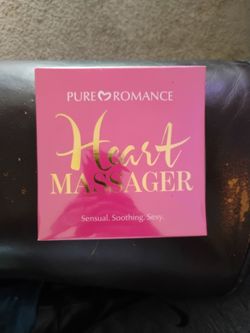 PURE ROMANCE
Heart
MASSAGER
Sensual. Soothing. Sexy.